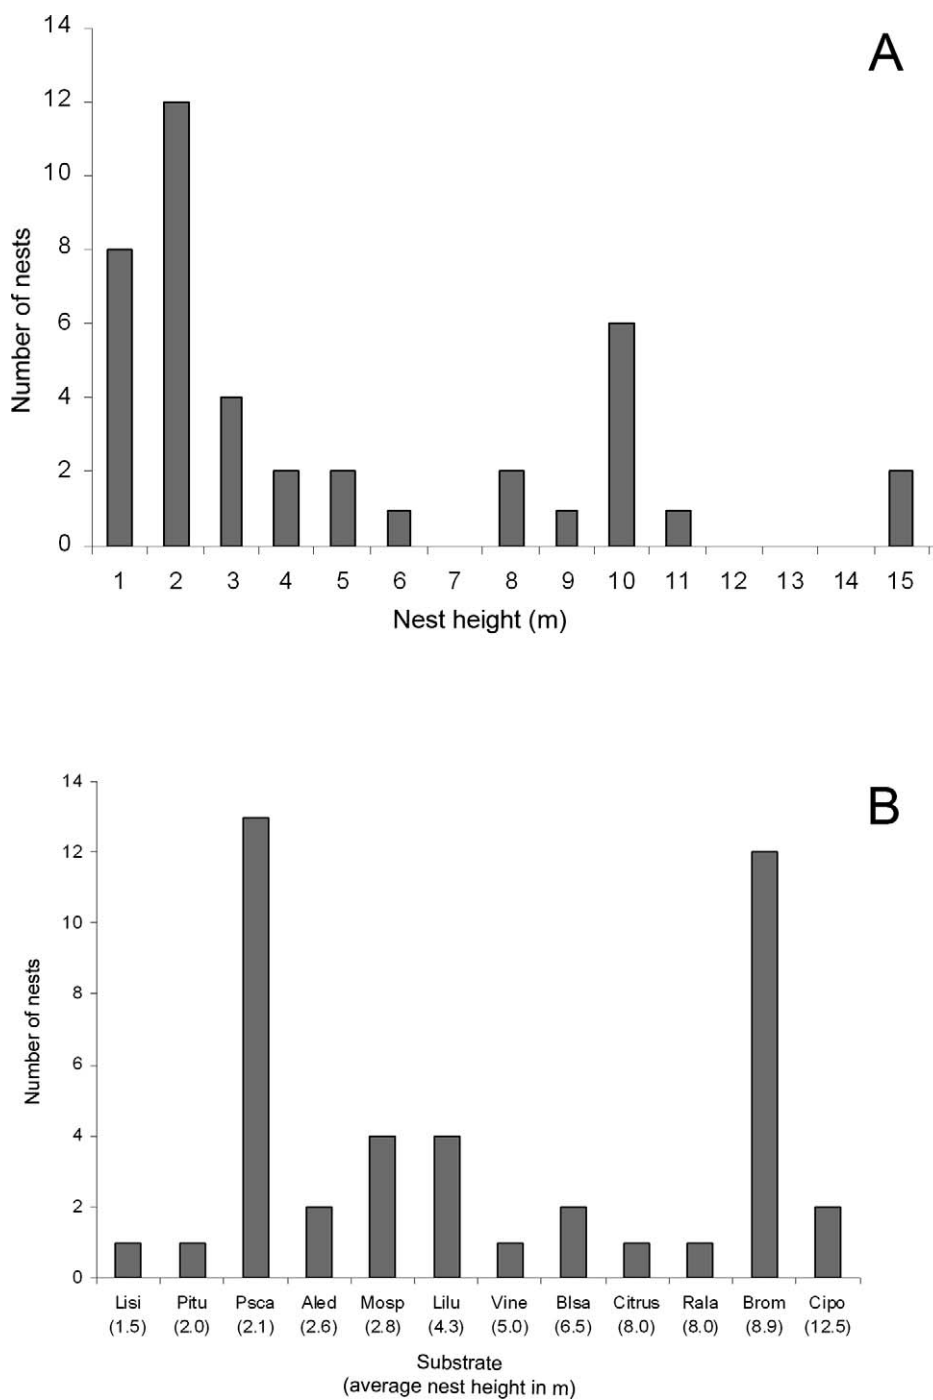 A
14
12
10
8
6
4
2
0
Number of nests
1 2 3 4 5 6 7 8 9 10 11 12 13 14 15
Nest height (m)
B
14
12
10
8
6
4
2
0
Number of nests
Lisi Pitu Psca Aled Mosp Lilu Vine Blsa Citrus Rala Brom Cipo
(1.5) (2.0) (2.1) (2.6) (2.8) (4.3) (5.0) (6.5) (8.0) (8.0) (8.9) (12.5)
Substrate
(average nest height in m)